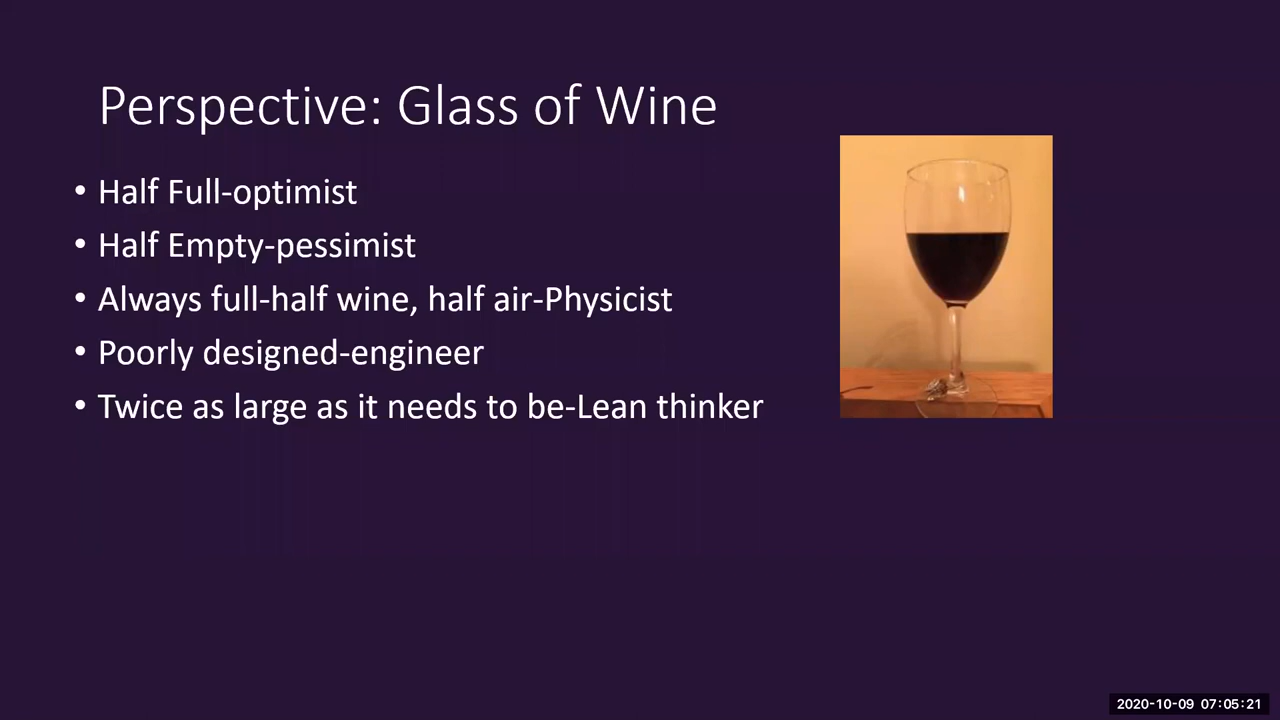 Perspective: Glass of Wine
• Half Full-optimist
• Half Empty-pessimist
• Always full-half wine, half air-Physicist
• Poorly designed-engineer
• Twice as large as it needs to be-Lean thinker
2020-10-09 07:05:21